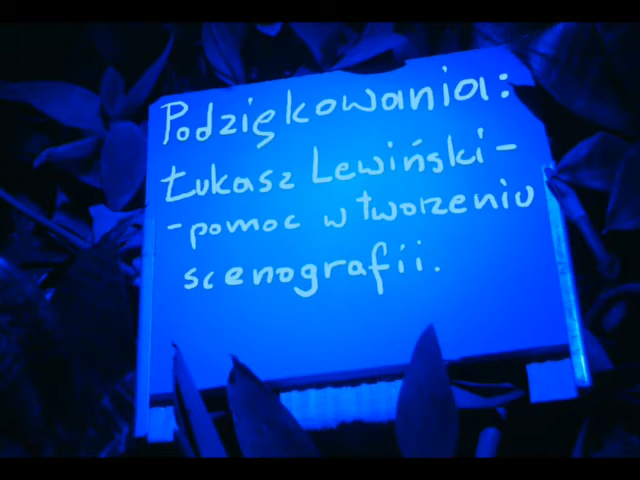 Podziękowania:
Łukasz Lewiński -
- pomoc w tworzeniu
scenografii.